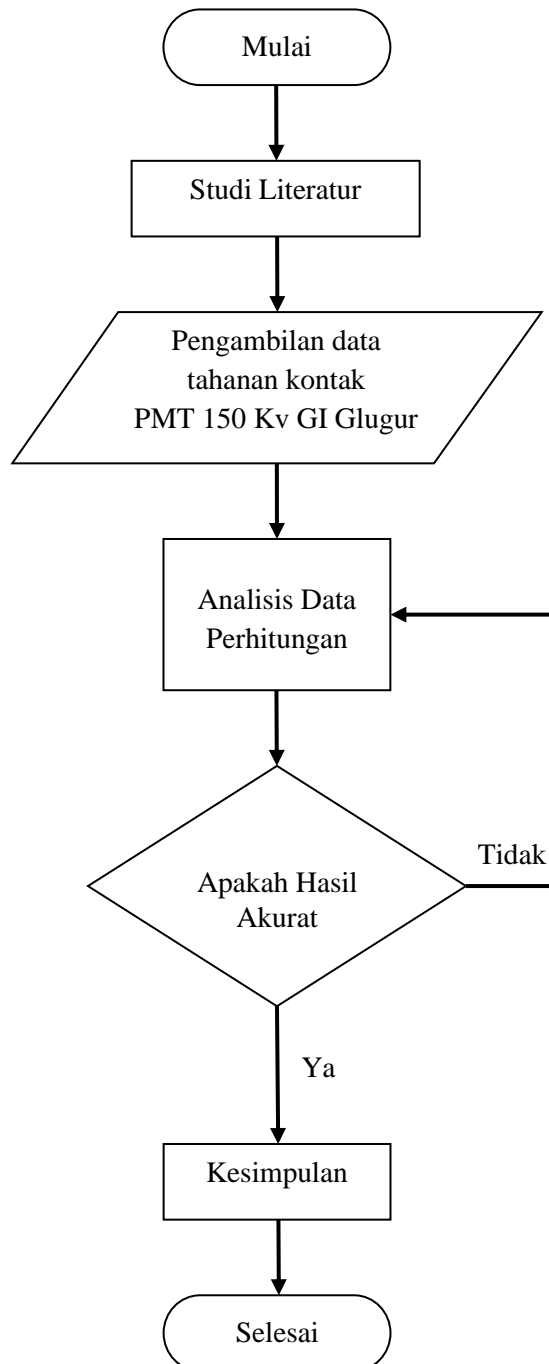 Mulai
Studi Literatur
Pengambilan data
tahanan kontak
PMT 150 Kv GI Glugur
Analisis Data
Perhitungan
Apakah Hasil
Akurat
Tidak
Ya
Kesimpulan
Selesai